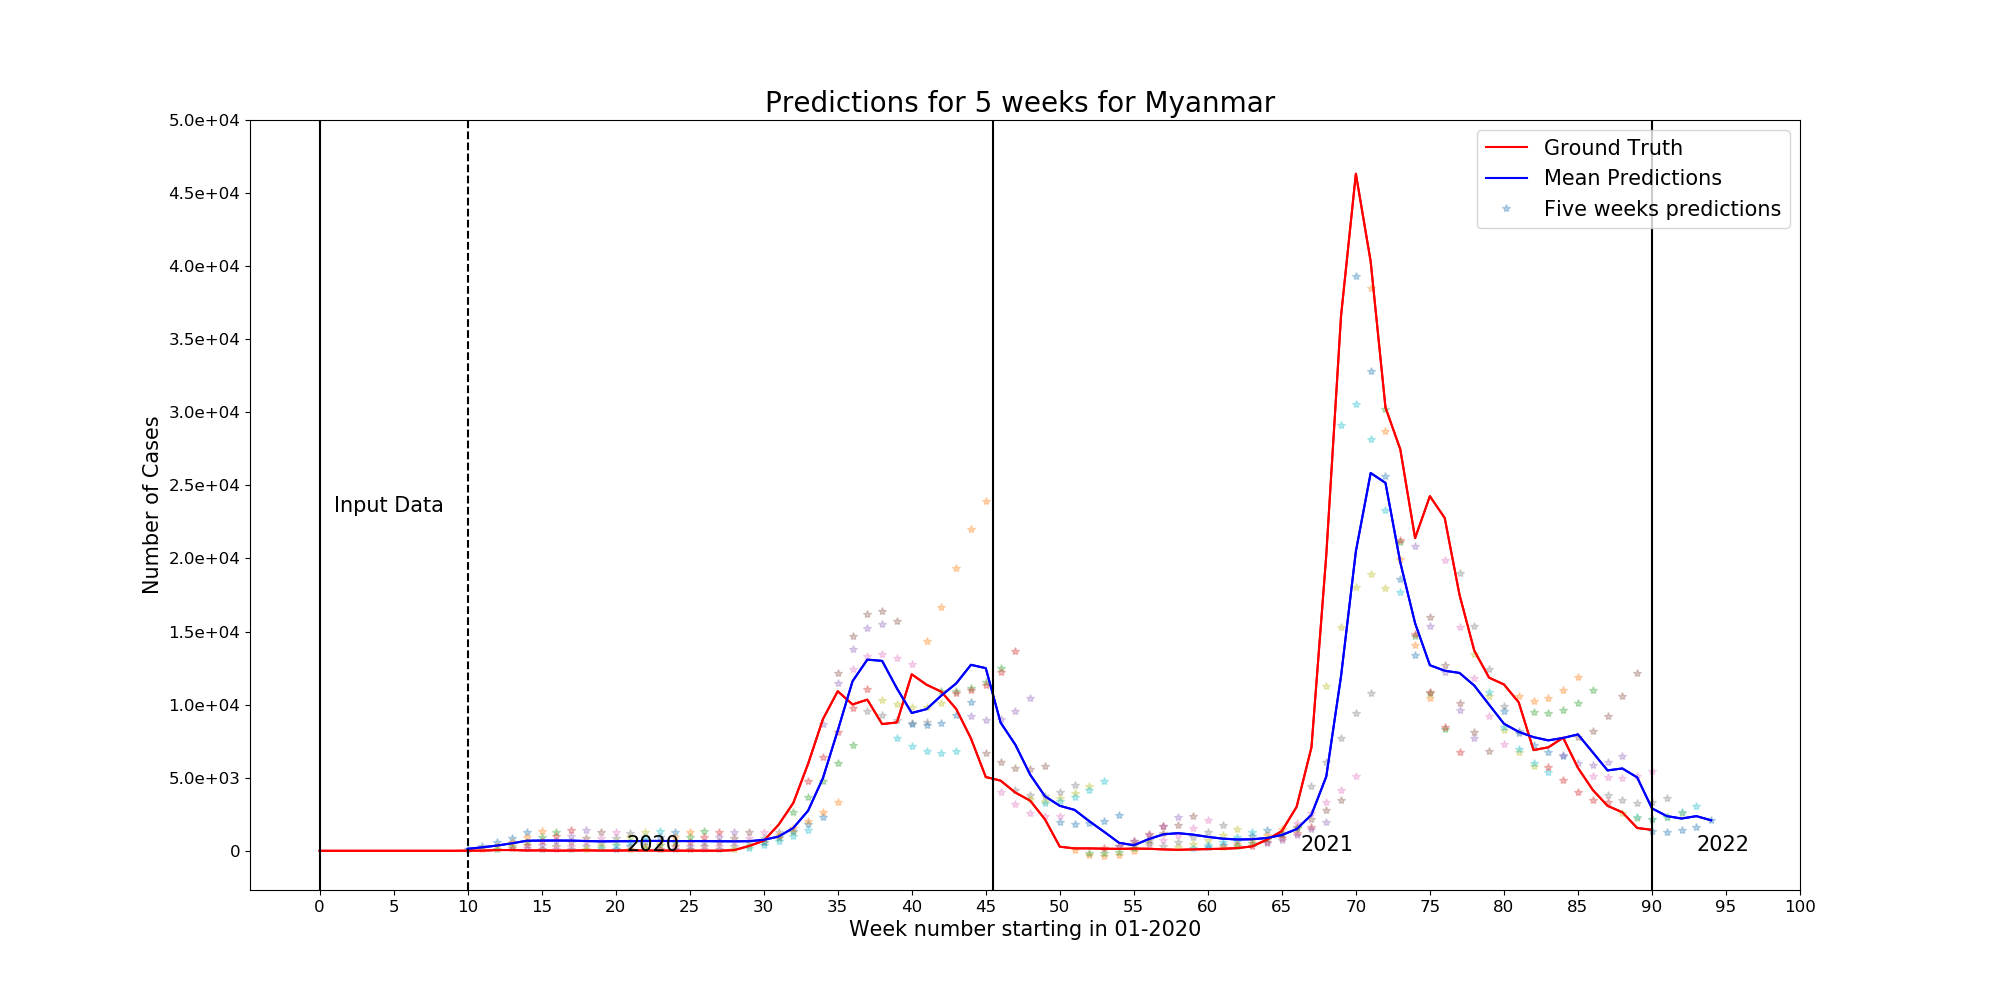 Predictions for 5 weeks for Myanmar
5.0e+04
4.5e+04
4.0e+04
3.5e+04
3.0e+04
2.5e+04
2.0e+04
1.5e+04
1.0e+04
5.0e+03
0
Number of Cases
Ground Truth
Mean Predictions
Five weeks predictions
Input Data
2020
2021
2022
0 5 10 15 20 25 30 35 40 45 50 55 60 65 70 75 80 85 90 95 100
Week number starting in 01-2020